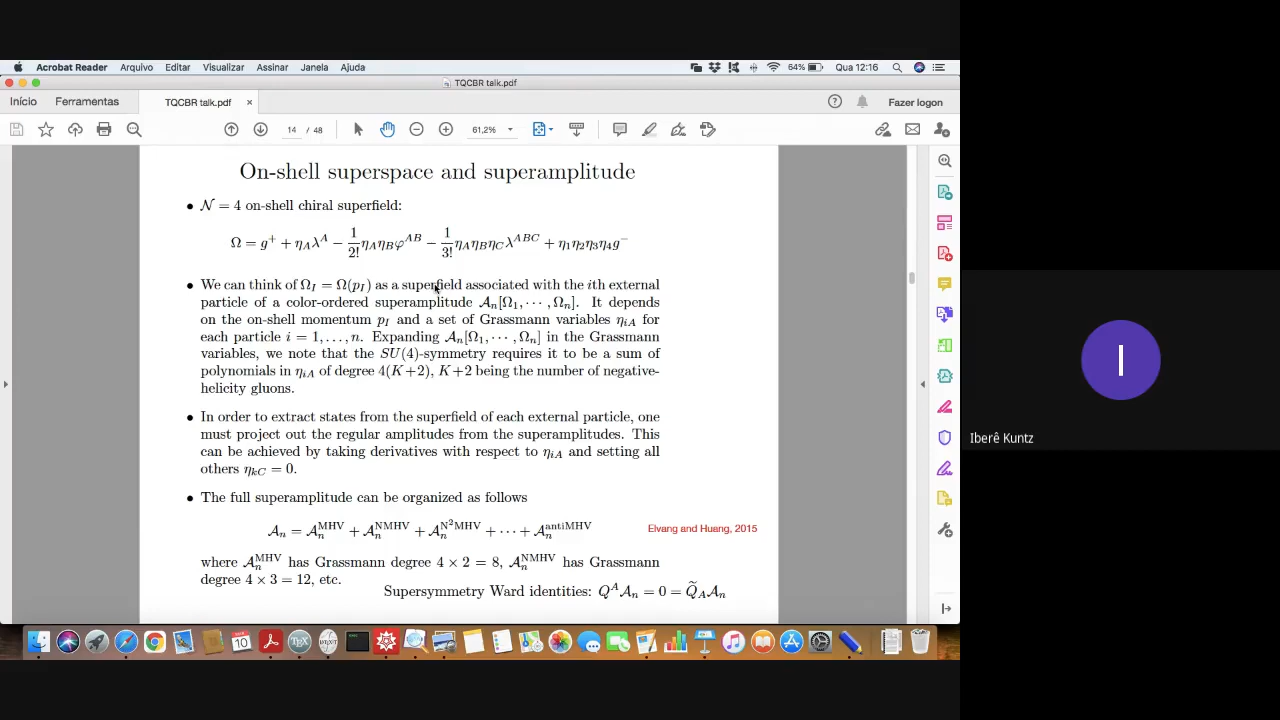 Acrobat Reader Arquivo Editar Visualizar Assinar Janela Ajuda 64% Qua 12:16
TQCBR talk.pdf
Início Ferramentas TQCBR talk.pdf × Fazer logon
14 / 48 61,2%
On-shell superspace and superamplitude
• 𝒩 = 4 on-shell chiral superfield:
Ω = g⁺ + η_A λ^A − 1/2! η_A η_B φ^{AB} − 1/3! η_A η_B η_C λ^{ABC} + η₁η₂η₃η₄g⁻
• We can think of Ω_I = Ω(p_I) as a superfield associated with the ith external
particle of a color-ordered superamplitude 𝒜_n[Ω₁, ⋯ , Ω_n]. It depends
on the on-shell momentum p_I and a set of Grassmann variables η_{iA} for
each particle i = 1, . . . , n. Expanding 𝒜_n[Ω₁, ⋯ , Ω_n] in the Grassmann
variables, we note that the SU(4)-symmetry requires it to be a sum of
polynomials in η_{iA} of degree 4(K+2), K+2 being the number of negative-
helicity gluons.
• In order to extract states from the superfield of each external particle, one
must project out the regular amplitudes from the superamplitudes. This
can be achieved by taking derivatives with respect to η_{iA} and setting all
others η_{kC} = 0.
• The full superamplitude can be organized as follows
𝒜_n = 𝒜_n^{MHV} + 𝒜_n^{NMHV} + 𝒜_n^{N²MHV} + ⋯ + 𝒜_n^{antiMHV}
Elvang and Huang, 2015
where 𝒜_n^{MHV} has Grassmann degree 4 × 2 = 8, 𝒜_n^{NMHV} has Grassmann
degree 4 × 3 = 12, etc.
Supersymmetry Ward identities: Q^A 𝒜_n = 0 = Q̃_A 𝒜_n
I
Iberê Kuntz